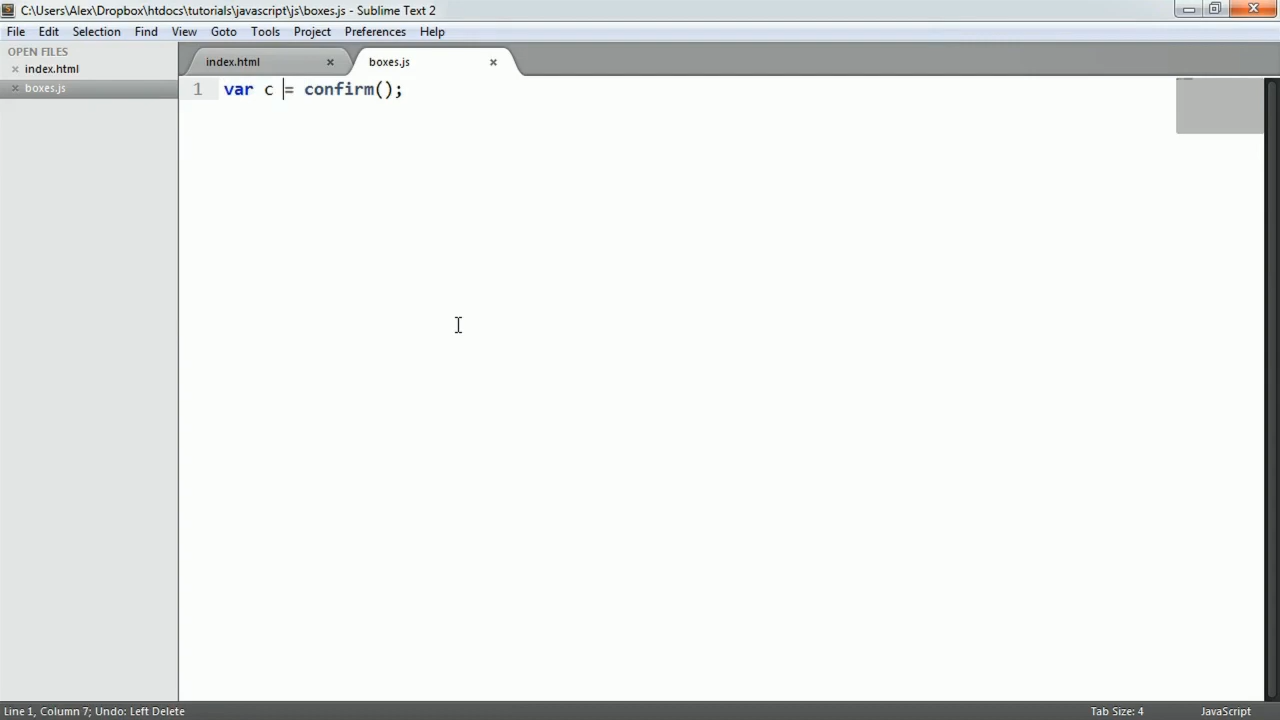 C:\Users\Alex\Dropbox\htdocs\tutorials\javascript\js\boxes.js - Sublime Text 2
File Edit Selection Find View Goto Tools Project Preferences Help
OPEN FILES
index.html
boxes.js
index.html boxes.js
1 var c = confirm();
Line 1, Column 7; Undo: Left Delete Tab Size: 4 JavaScript